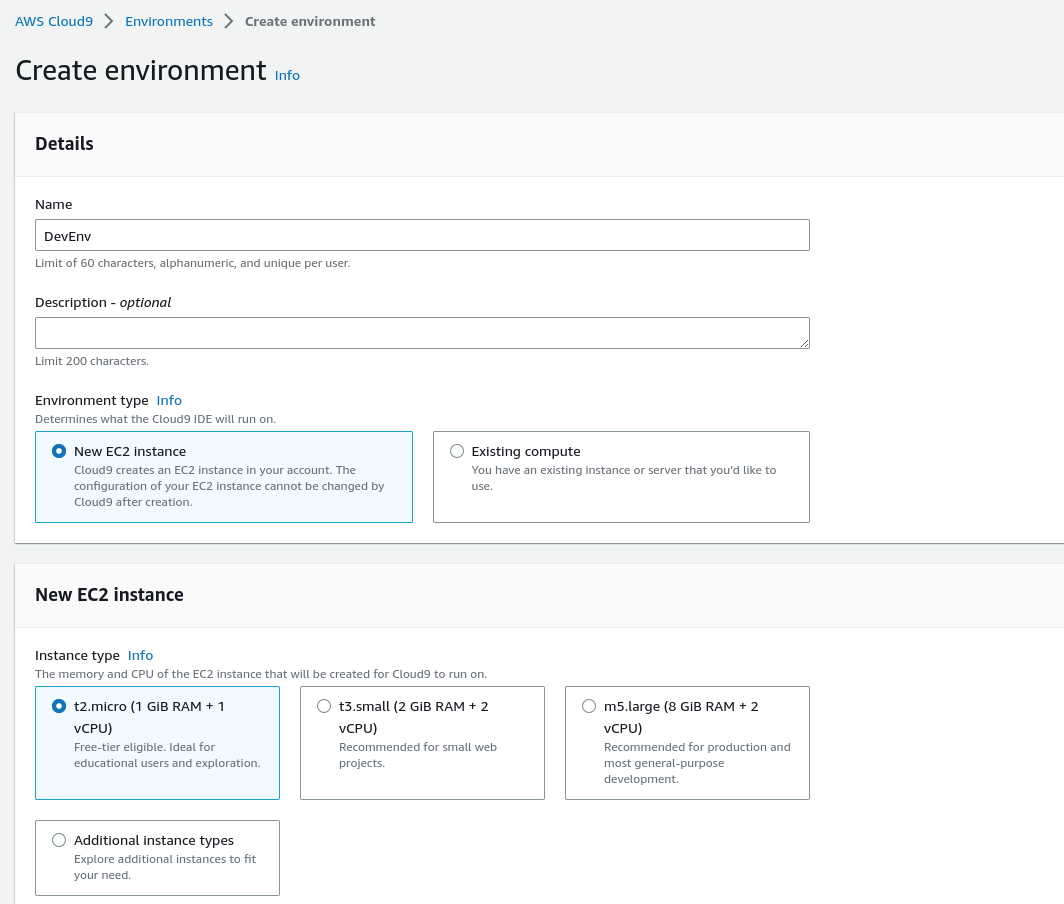 AWS Cloud9 > Environments > Create environment
Create environment Info
Details
Name
DevEnv
Limit of 60 characters, alphanumeric, and unique per user.
Description - optional
Limit 200 characters.
Environment type Info
Determines what the Cloud9 IDE will run on.
New EC2 instance
Cloud9 creates an EC2 instance in your account. The
configuration of your EC2 instance cannot be changed by
Cloud9 after creation.
Existing compute
You have an existing instance or server that you'd like to
use.
New EC2 instance
Instance type Info
The memory and CPU of the EC2 instance that will be created for Cloud9 to run on.
t2.micro (1 GiB RAM + 1
vCPU)
Free-tier eligible. Ideal for
educational users and exploration.
t3.small (2 GiB RAM + 2
vCPU)
Recommended for small web
projects.
m5.large (8 GiB RAM + 2
vCPU)
Recommended for production and
most general-purpose
development.
Additional instance types
Explore additional instances to fit
your need.